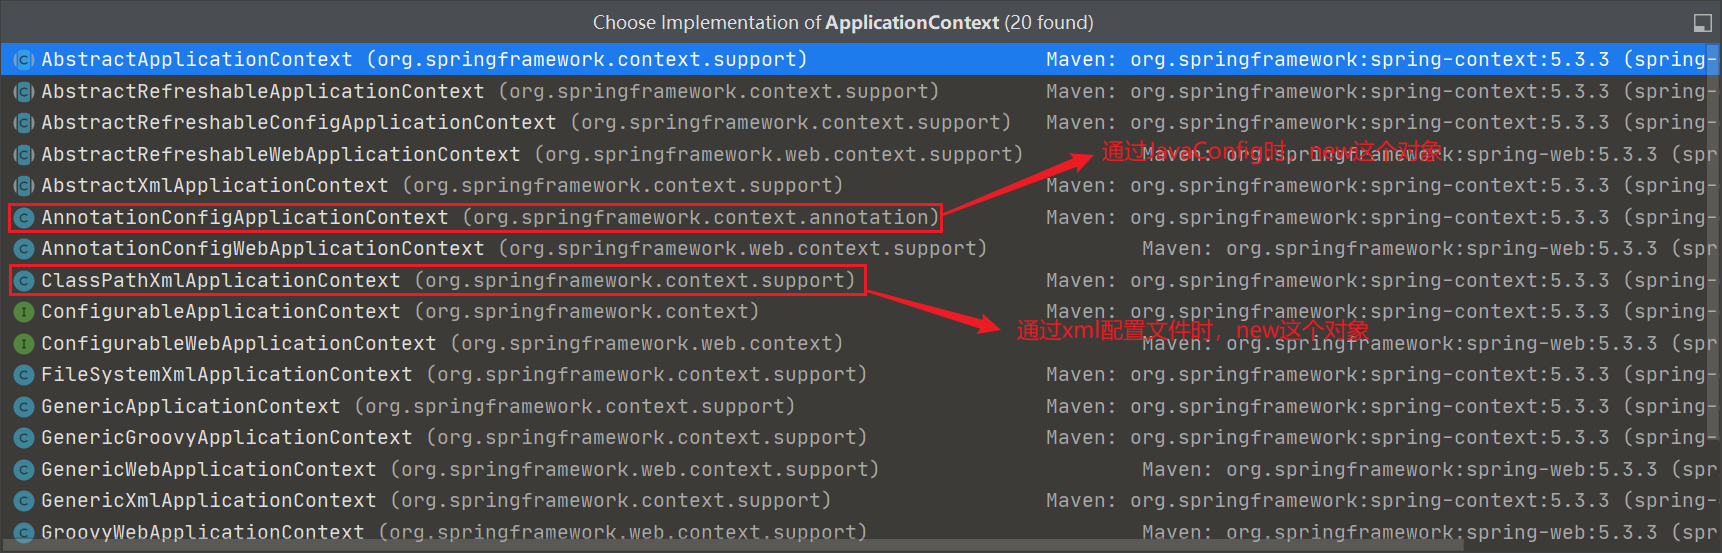 Choose Implementation of ApplicationContext (20 found)
AbstractApplicationContext (org.springframework.context.support) Maven: org.springframework:spring-context:5.3.3 (spring-
AbstractRefreshableApplicationContext (org.springframework.context.support) Maven: org.springframework:spring-context:5.3.3 (spring-
AbstractRefreshableConfigApplicationContext (org.springframework.context.support) Maven: org.springframework:spring-context:5.3.3 (spring-
AbstractRefreshableWebApplicationContext (org.springframework.web.context.support) Maven: org.springframework:spring-web:5.3.3 (spr
通过JavaConfig时，new这个对象
AbstractXmlApplicationContext (org.springframework.context.support) Maven: org.springframework:spring-context:5.3.3 (spring-
AnnotationConfigApplicationContext (org.springframework.context.annotation) Maven: org.springframework:spring-context:5.3.3 (spring-
AnnotationConfigWebApplicationContext (org.springframework.web.context.support) Maven: org.springframework:spring-web:5.3.3 (spr
ClassPathXmlApplicationContext (org.springframework.context.support) Maven: org.springframework:spring-context:5.3.3 (spring-
ConfigurableApplicationContext (org.springframework.context) Maven: org.springframework:spring-context:5.3.3 (spring-
通过xml配置文件时，new这个对象
ConfigurableWebApplicationContext (org.springframework.web.context) Maven: org.springframework:spring-web:5.3.3 (spr
FileSystemXmlApplicationContext (org.springframework.context.support) Maven: org.springframework:spring-context:5.3.3 (spring-
GenericApplicationContext (org.springframework.context.support) Maven: org.springframework:spring-context:5.3.3 (spring-
GenericGroovyApplicationContext (org.springframework.context.support) Maven: org.springframework:spring-context:5.3.3 (spring-
GenericWebApplicationContext (org.springframework.web.context.support) Maven: org.springframework:spring-web:5.3.3 (spr
GenericXmlApplicationContext (org.springframework.context.support) Maven: org.springframework:spring-context:5.3.3 (spring-
GroovyWebApplicationContext (org.springframework.web.context.support) Maven: org.springframework:spring-web:5.3.3 (spr